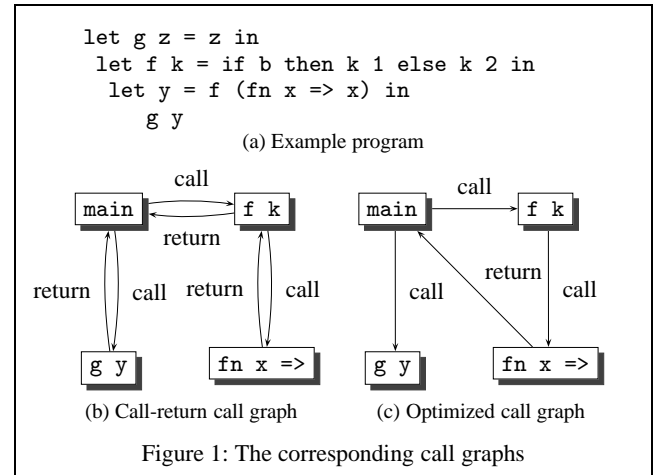 let g z = z in
let f k = if b then k 1 else k 2 in
let y = f (fn x => x) in
g y
(a) Example program
call
main
f k
return
return
call
return
call
g y
fn x =>
(b) Call-return call graph
call
main
f k
return
call
call
g y
fn x =>
(c) Optimized call graph
Figure 1: The corresponding call graphs